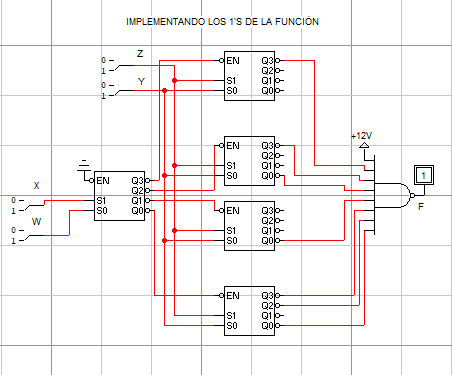 IMPLEMENTANDO LOS 1'S DE LA FUNCIÓN
0
1
Z
0
1
Y
EN
S1
S0
Q3
Q2
Q1
Q0
+12V
EN
S1
S0
Q3
Q2
Q1
Q0
1
F
X
0
1
W
0
1
EN
S1
S0
Q3
Q2
Q1
Q0
EN
S1
S0
Q3
Q2
Q1
Q0
EN
S1
S0
Q3
Q2
Q1
Q0